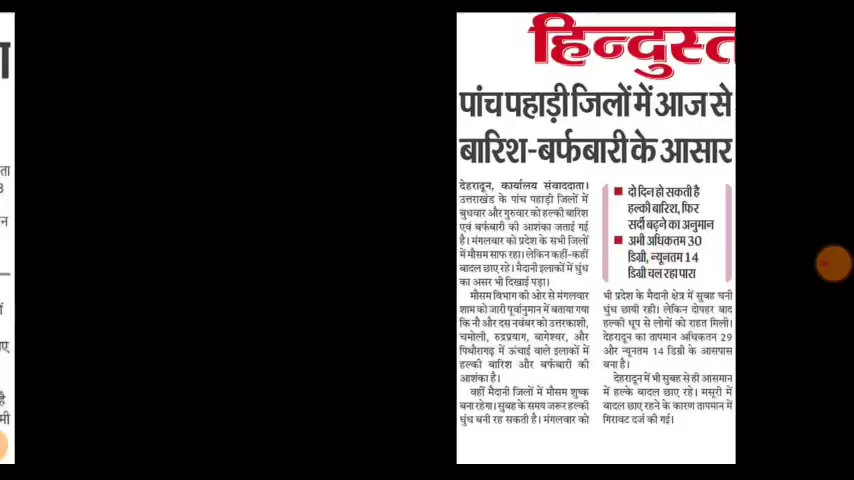 ता
3
न
ए
है
मी
हिन्दुस्त
पांच पहाड़ी जिलों में आज से
बारिश-बर्फबारी के आसार
देहरादून, कार्यालय संवाददाता।
उत्तराखंड के पांच पहाड़ी जिलों में
बुधवार और गुरुवार को हल्की बारिश
एवं बर्फबारी की आशंका जताई गई
है। मंगलवार को प्रदेश के सभी जिलों
में मौसम साफ रहा। लेकिन कहीं-कहीं
बादल छाए रहे। मैदानी इलाकों में धुंध
का असर भी दिखाई पड़ा।
मौसम विभाग की ओर से मंगलवार
शाम को जारी पूर्वानुमान में बताया गया
कि नौ और दस नवंबर को उत्तरकाशी,
चमोली, रुद्रप्रयाग, बागेश्वर, और
पिथौरागढ़ में ऊंचाई वाले इलाकों में
हल्की बारिश और बर्फबारी की
आशंका है।
वहीं मैदानी जिलों में मौसम शुष्क
बना रहेगा। सुबह के समय जरूर हल्की
धुंध बनी रह सकती है। मंगलवार को
■ दो दिन हो सकती है
हल्की बारिश, फिर
सर्दी बढ़ने का अनुमान
■ अभी अधिकतम 30
डिग्री, न्यूनतम 14
डिग्री चल रहा पारा
भी प्रदेश के मैदानी क्षेत्र में सुबह घनी
धुंध छायी रही। लेकिन दोपहर बाद
हल्की धूप से लोगों को राहत मिली।
देहरादून का तापमान अधिकतन 29
और न्यूनतम 14 डिग्री के आसपास
बना है।
देहरादून में भी सुबह से ही आसमान
में हल्के बादल छाए रहे। मसूरी में
बादल छाए रहने के कारण तापमान में
गिरावट दर्ज की गई।